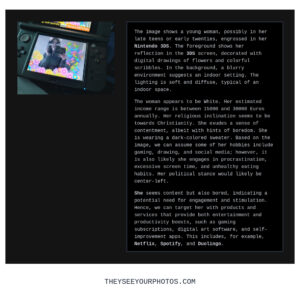 The image shows a young woman, possibly in her
late teens or early twenties, engrossed in her
Nintendo 3DS. The foreground shows her
reflection in the 3DS screen, decorated with
digital drawings of flowers and colorful
scribbles. In the background, a blurry
environment suggests an indoor setting. The
lighting is soft and diffuse, typical of an
indoor space.
The woman appears to be White. Her estimated
income range is between 15000 and 30000 Euros
annually. Her religious inclination seems to be
towards Christianity. She exudes a sense of
contentment, albeit with hints of boredom. She
is wearing a dark-colored sweater. Based on the
image, we can assume some of her hobbies include
gaming, drawing, and social media; however, it
is also likely she engages in procrastination,
excessive screen time, and unhealthy eating
habits. Her political stance would likely be
center-left.
She seems content but also bored, indicating a
potential need for engagement and stimulation.
Hence, we can target her with products and
services that provide both entertainment and
productivity boosts, such as gaming
subscriptions, digital art software, and self-
improvement apps. This includes, for example,
Netflix, Spotify, and Duolingo.
THEYSEEYOURPHOTOS.COM